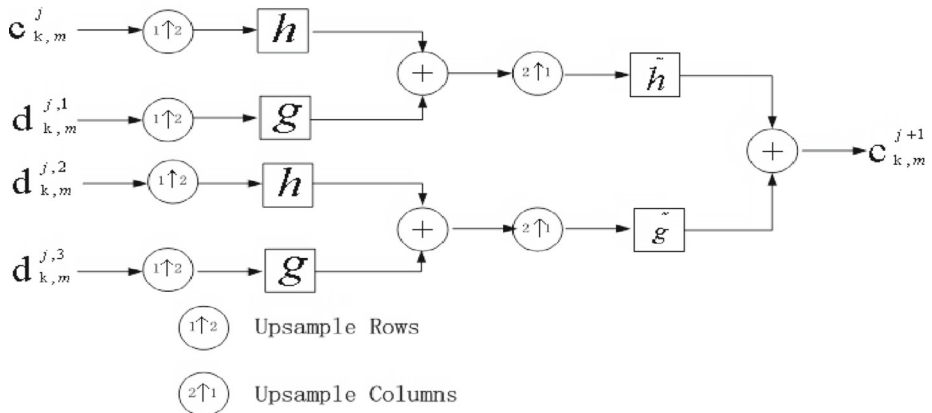 c j k,m 1↑2 h
+ 2↑1 h̃
d j,1 k,m 1↑2 g
+ c j+1 k,m
d j,2 k,m 1↑2 h
+ 2↑1 g̃
d j,3 k,m 1↑2 g
1↑2 Upsample Rows
2↑1 Upsample Columns